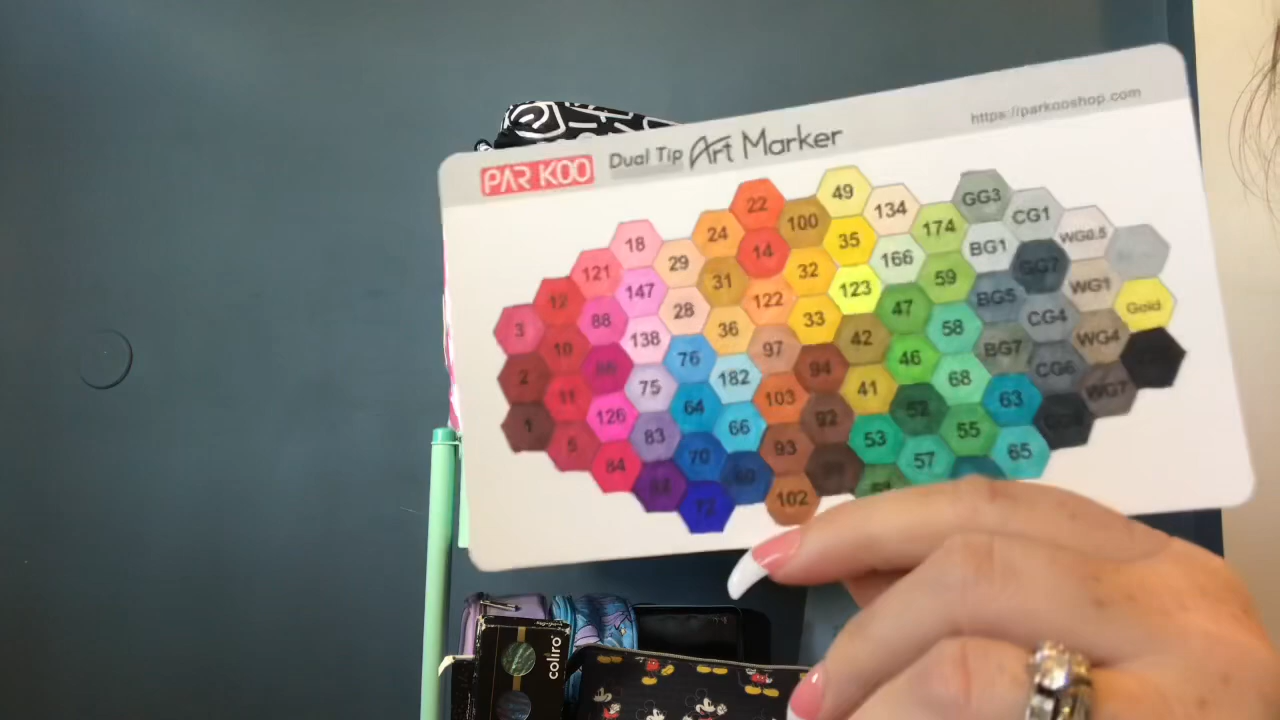 PARKOO Dual Tip Art Marker
https://parkooshop.com
22 49 GG3
18 24 100 134 CG1
121 29 14 35 174 WG0.5
12 147 31 32 166 BG1
3 88 28 122 123 59 GG7 WG1 Gold
10 138 36 33 47 BG5 CG4
2 76 97 42 58 BG7 WG4
11 75 182 94 46 CG6
1 126 64 103 41 68 63 WG7
5 83 66 92 52 55
84 70 93 53 57 65
102
coliro